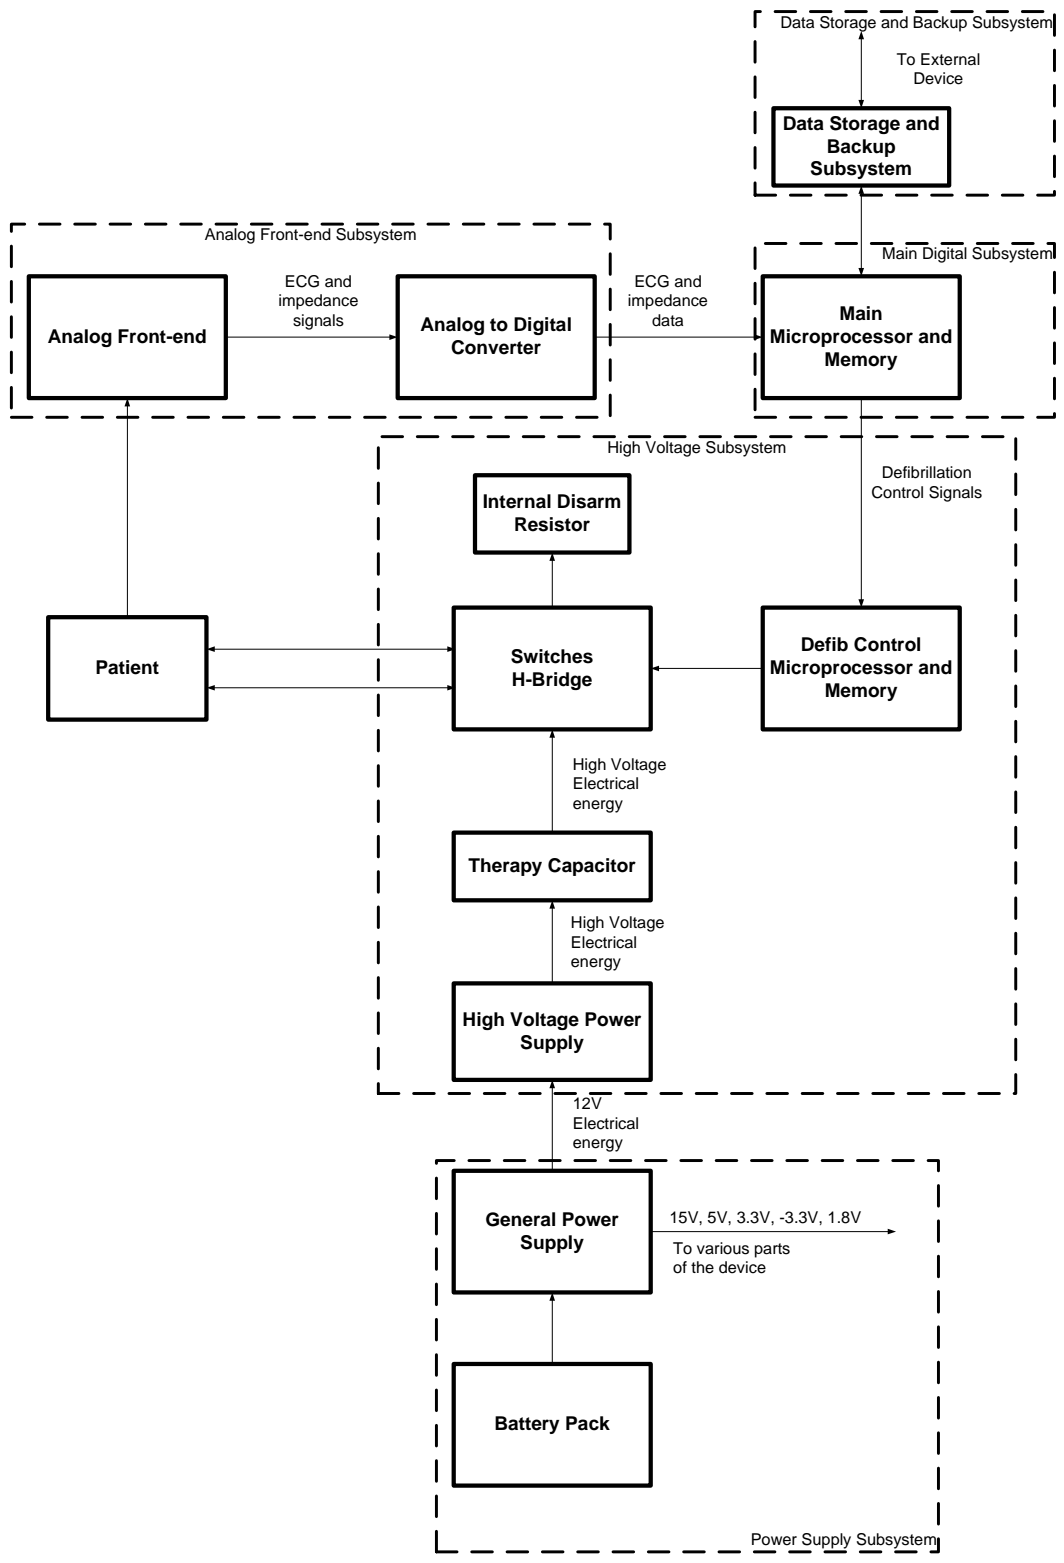 Data Storage and Backup Subsystem
To External
Device
Data Storage and
Backup
Subsystem
Analog Front-end Subsystem
Main Digital Subsystem
Analog Front-end
ECG and
impedance
signals
Analog to Digital
Converter
ECG and
impedance
data
Main
Microprocessor and
Memory
High Voltage Subsystem
Defibrillation
Control Signals
Internal Disarm
Resistor
Patient
Switches
H-Bridge
Defib Control
Microprocessor and
Memory
High Voltage
Electrical
energy
Therapy Capacitor
High Voltage
Electrical
energy
High Voltage Power
Supply
12V
Electrical
energy
General Power
Supply
15V, 5V, 3.3V, -3.3V, 1.8V
To various parts
of the device
Battery Pack
Power Supply Subsystem